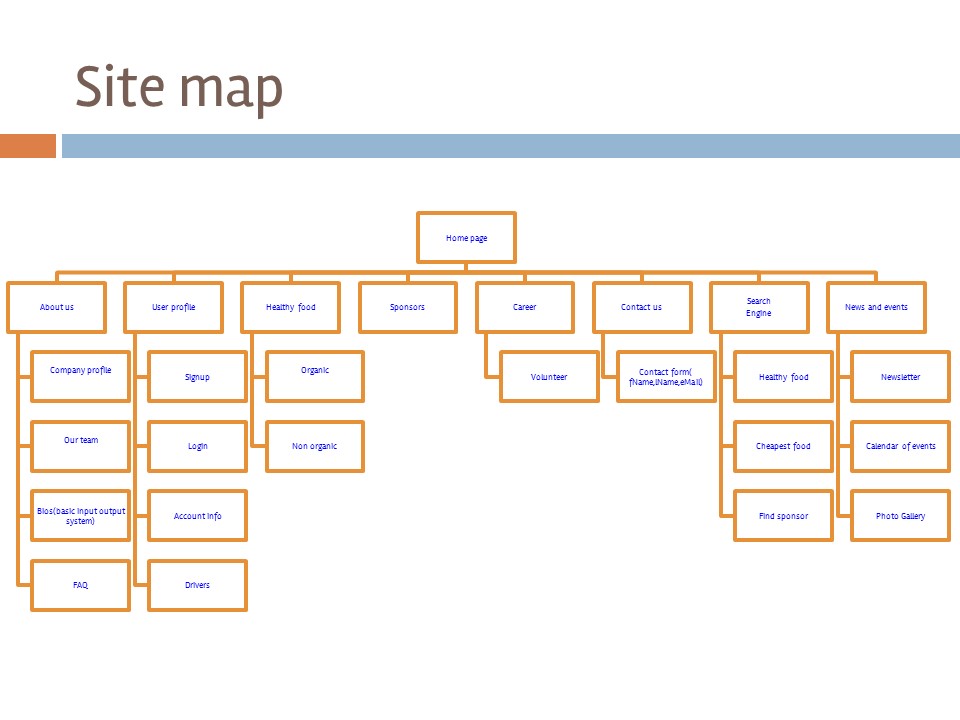 Site map
Home page
About us
User profile
Healthy food
Sponsors
Career
Contact us
Search
Engine
News and events
Company profile
Signup
Organic
Volunteer
Contact form(
fName,lName,eMail)
Healthy food
Newsletter
Our team
Login
Non organic
Cheapest food
Calendar of events
Bios(basic input output
system)
Account info
Find sponsor
Photo Gallery
FAQ
Drivers